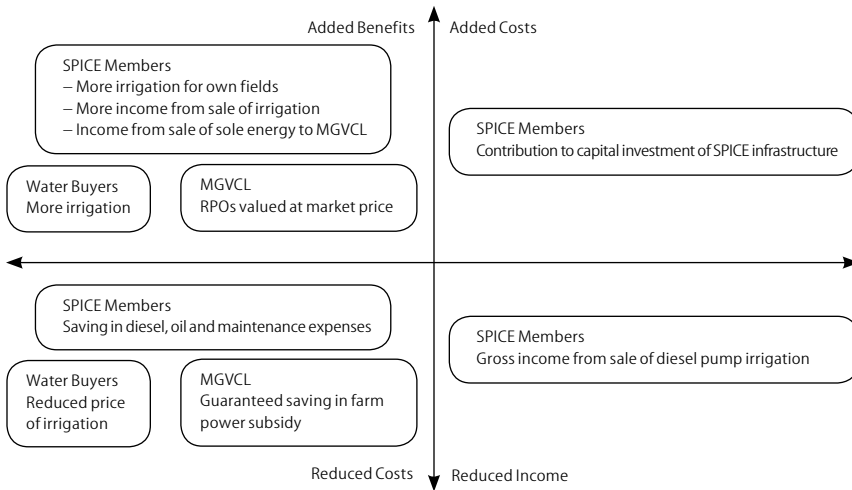 Added Benefits
Added Costs
SPICE Members
– More irrigation for own fields
– More income from sale of irrigation
– Income from sale of sole energy to MGVCL
SPICE Members
Contribution to capital investment of SPICE infrastructure
Water Buyers
More irrigation
MGVCL
RPOs valued at market price
SPICE Members
Saving in diesel, oil and maintenance expenses
SPICE Members
Gross income from sale of diesel pump irrigation
Water Buyers
Reduced price
of irrigation
MGVCL
Guaranteed saving in farm
power subsidy
Reduced Costs
Reduced Income